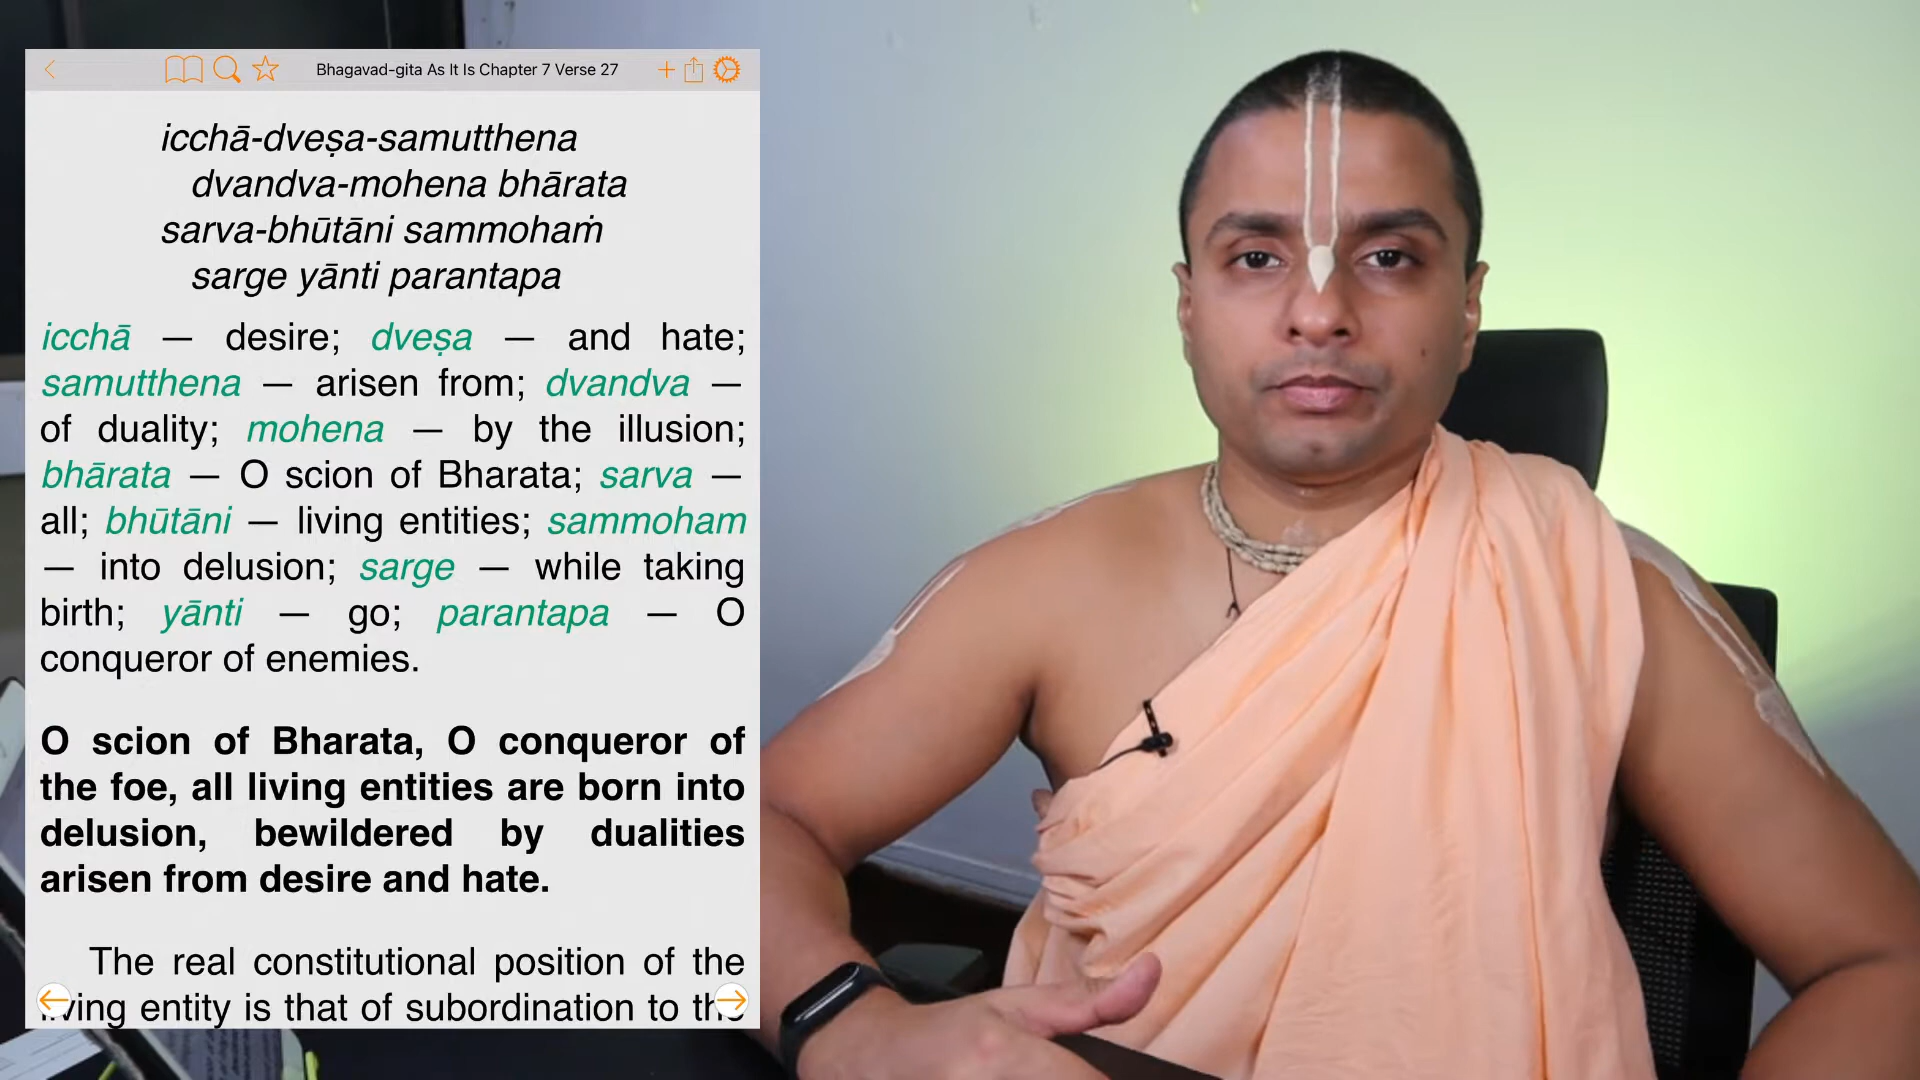 Bhagavad-gita As It Is Chapter 7 Verse 27
icchā-dveṣa-samutthena
dvandva-mohena bhārata
sarva-bhūtāni sammohaṁ
sarge yānti parantapa
icchā — desire; dveṣa — and hate;
samutthena — arisen from; dvandva —
of duality; mohena — by the illusion;
bhārata — O scion of Bharata; sarva —
all; bhūtāni — living entities; sammoham
— into delusion; sarge — while taking
birth; yānti — go; parantapa — O
conqueror of enemies.
O scion of Bharata, O conqueror of
the foe, all living entities are born into
delusion, bewildered by dualities
arisen from desire and hate.
The real constitutional position of the
living entity is that of subordination to the